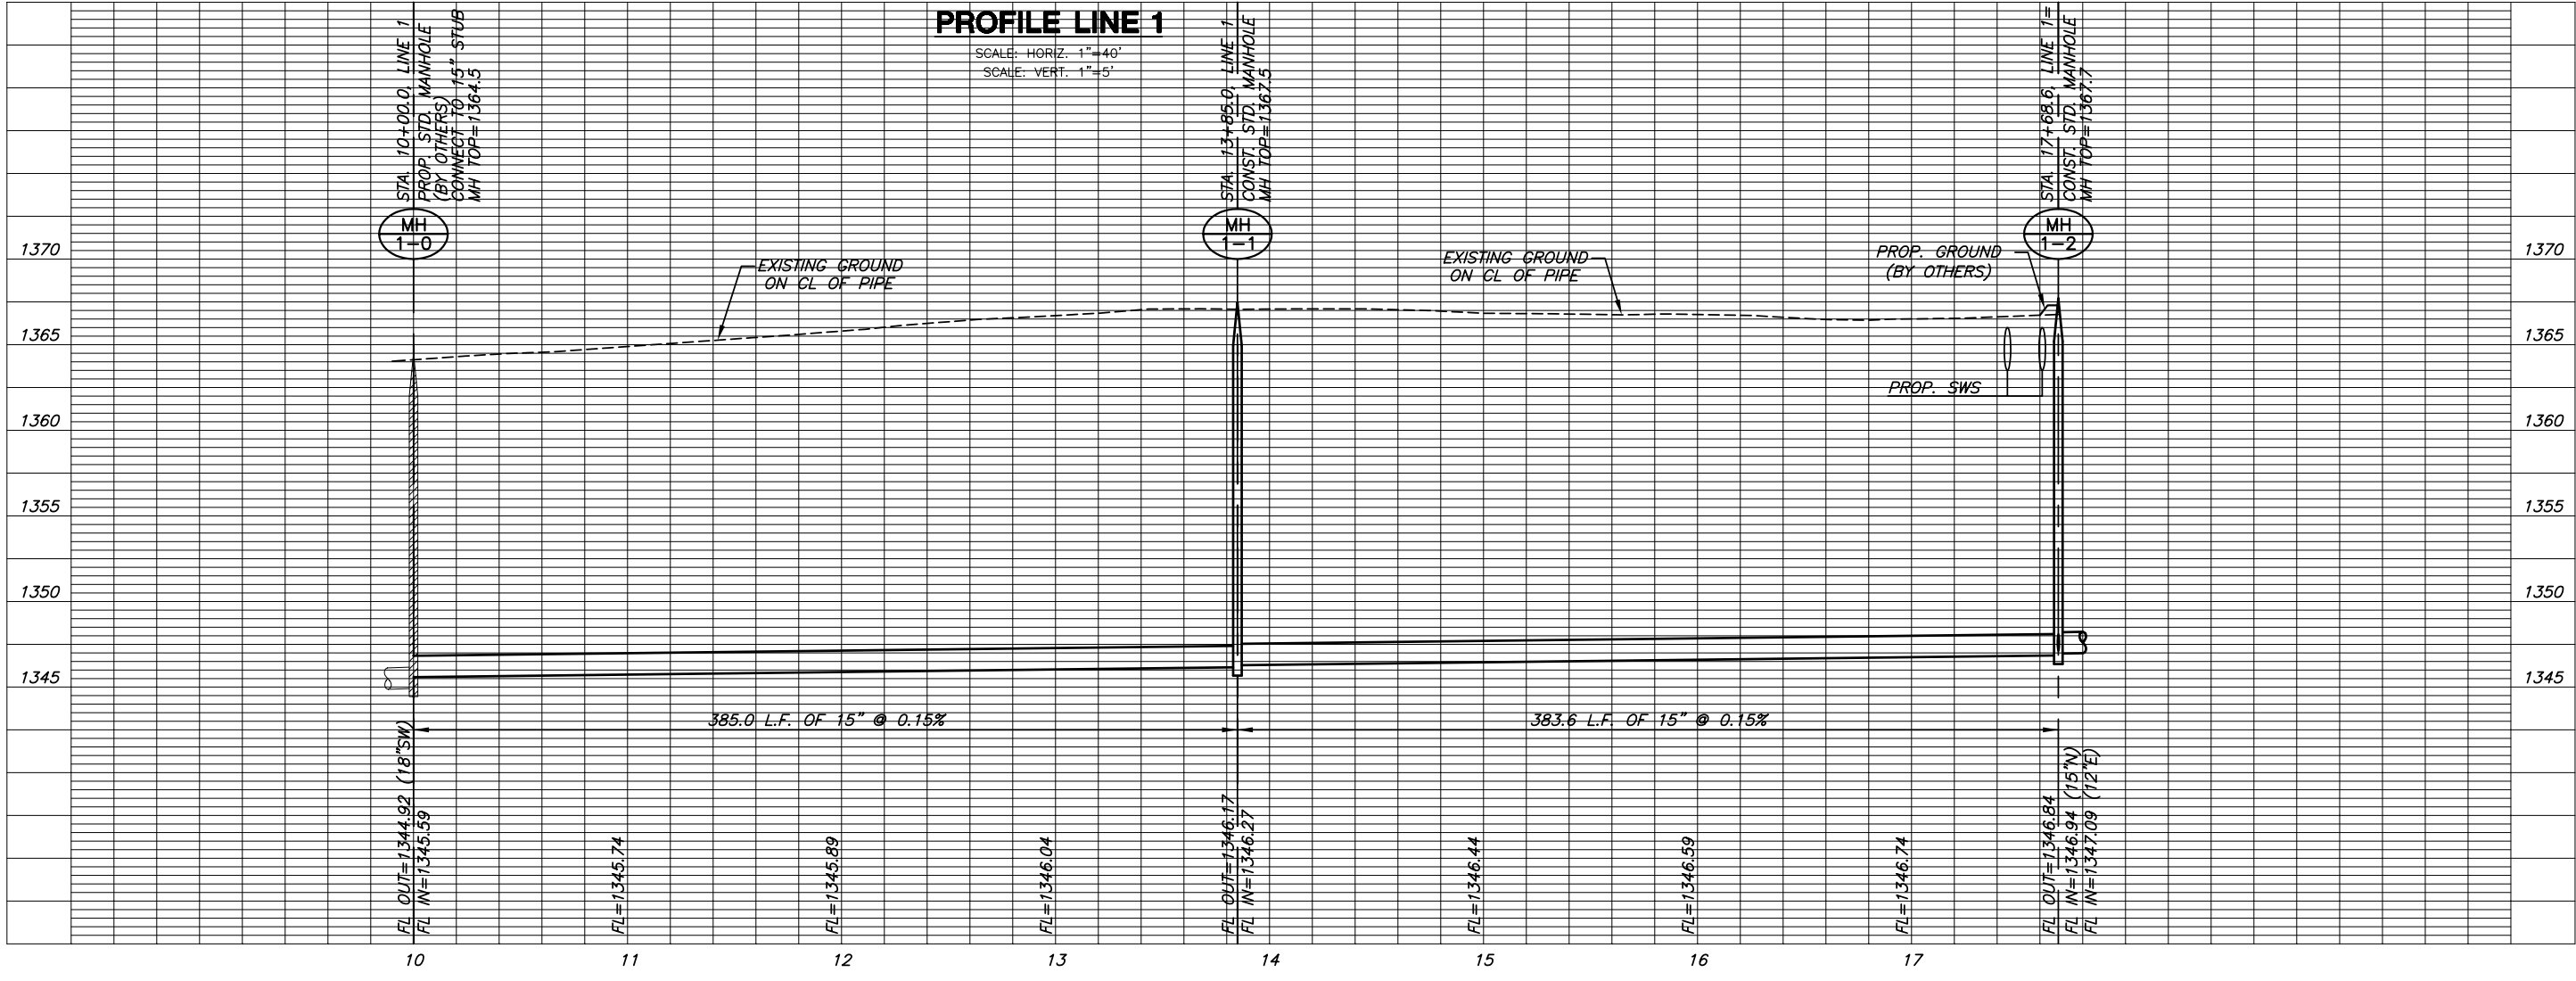 PROFILE LINE 1
SCALE: HORIZ. 1"=40'
SCALE: VERT. 1"=5'
STA. 10+00.0, LINE 1
PROP. STD. MANHOLE
(BY OTHERS)
CONNECT TO 15" STUB
MH TOP=1364.5
STA. 13+85.0, LINE 1
CONST. STD. MANHOLE
MH TOP=1367.5
STA. 17+68.6, LINE 1=
CONST. STD. MANHOLE
MH TOP=1367.7
MH
1-0
MH
1-1
MH
1-2
1370
1370
EXISTING GROUND
ON CL OF PIPE
EXISTING GROUND
ON CL OF PIPE
PROP. GROUND
(BY OTHERS)
1365
1365
PROP. SWS
1360
1360
1355
1355
1350
1350
1345
1345
385.0 L.F. OF 15" @ 0.15%
383.6 L.F. OF 15" @ 0.15%
FL OUT=1344.92 (18"SW)
FL IN=1345.59
FL=1345.74
FL=1345.89
FL=1346.04
FL OUT=1346.17
FL IN=1346.27
FL=1346.44
FL=1346.59
FL=1346.74
FL OUT=1346.84
FL IN=1346.94 (15"N)
FL IN=1347.09 (12"E)
10
11
12
13
14
15
16
17